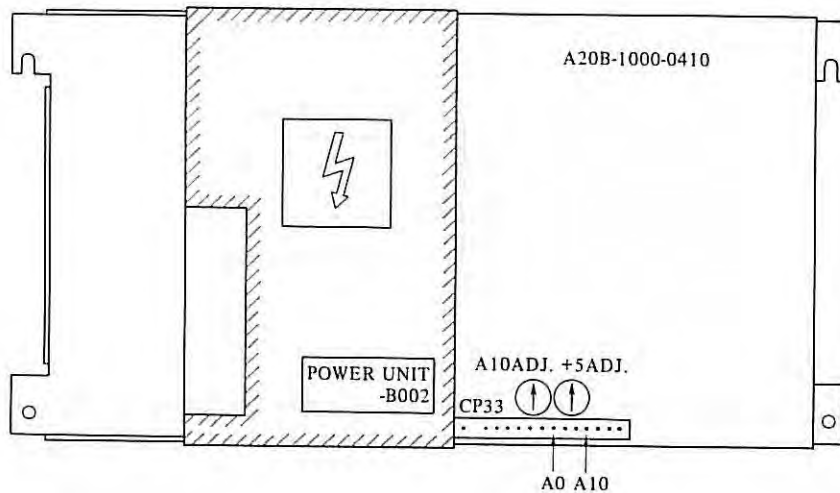 A20B-1000-0410
POWER UNIT
-B002
A10ADJ. +5ADJ.
CP33
A0 A10